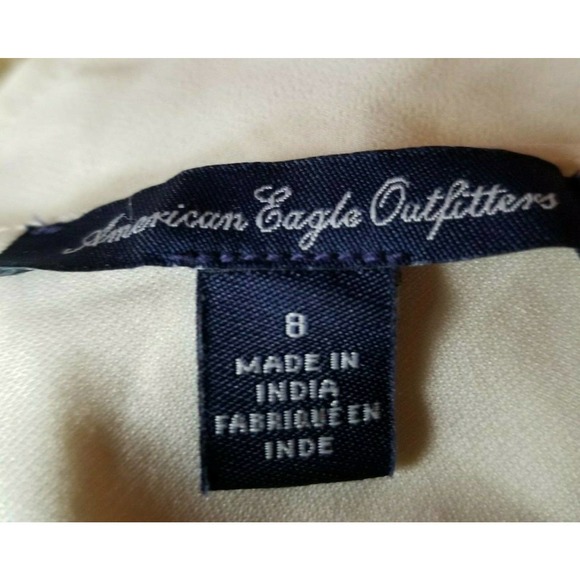 American Eagle Outfitters
8
MADE IN
INDIA
FABRIQUÉ EN
INDE